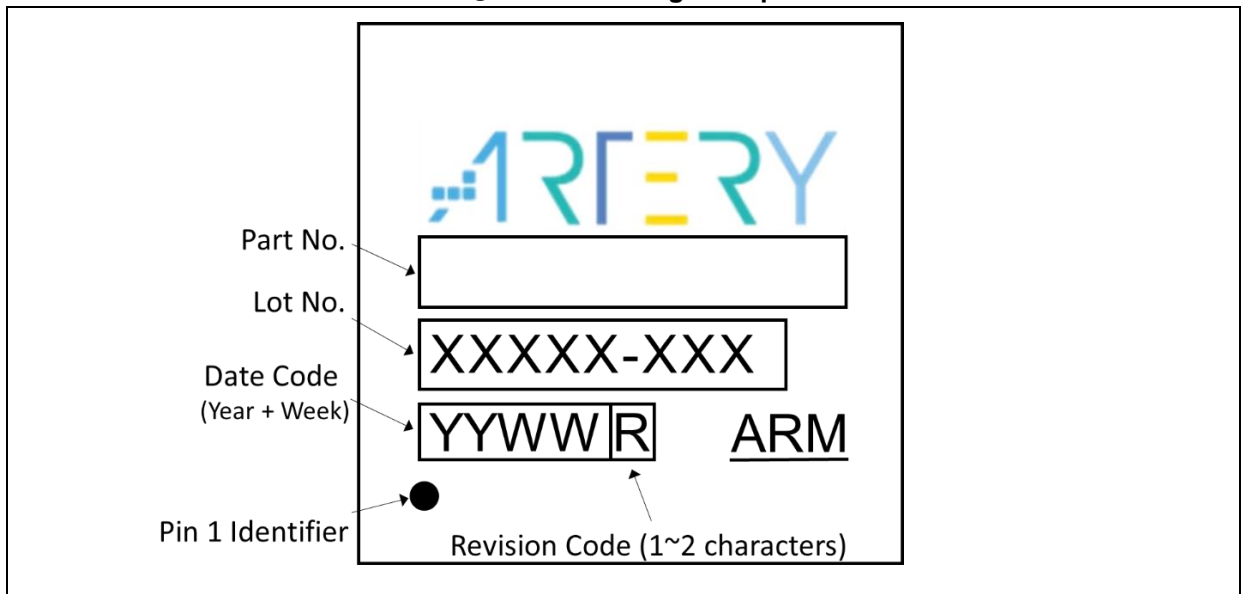 ARTERY
Part No.
Lot No.
XXXXX-XXX
Date Code
(Year + Week)
YYWW R
ARM
Pin 1 Identifier
Revision Code (1~2 characters)